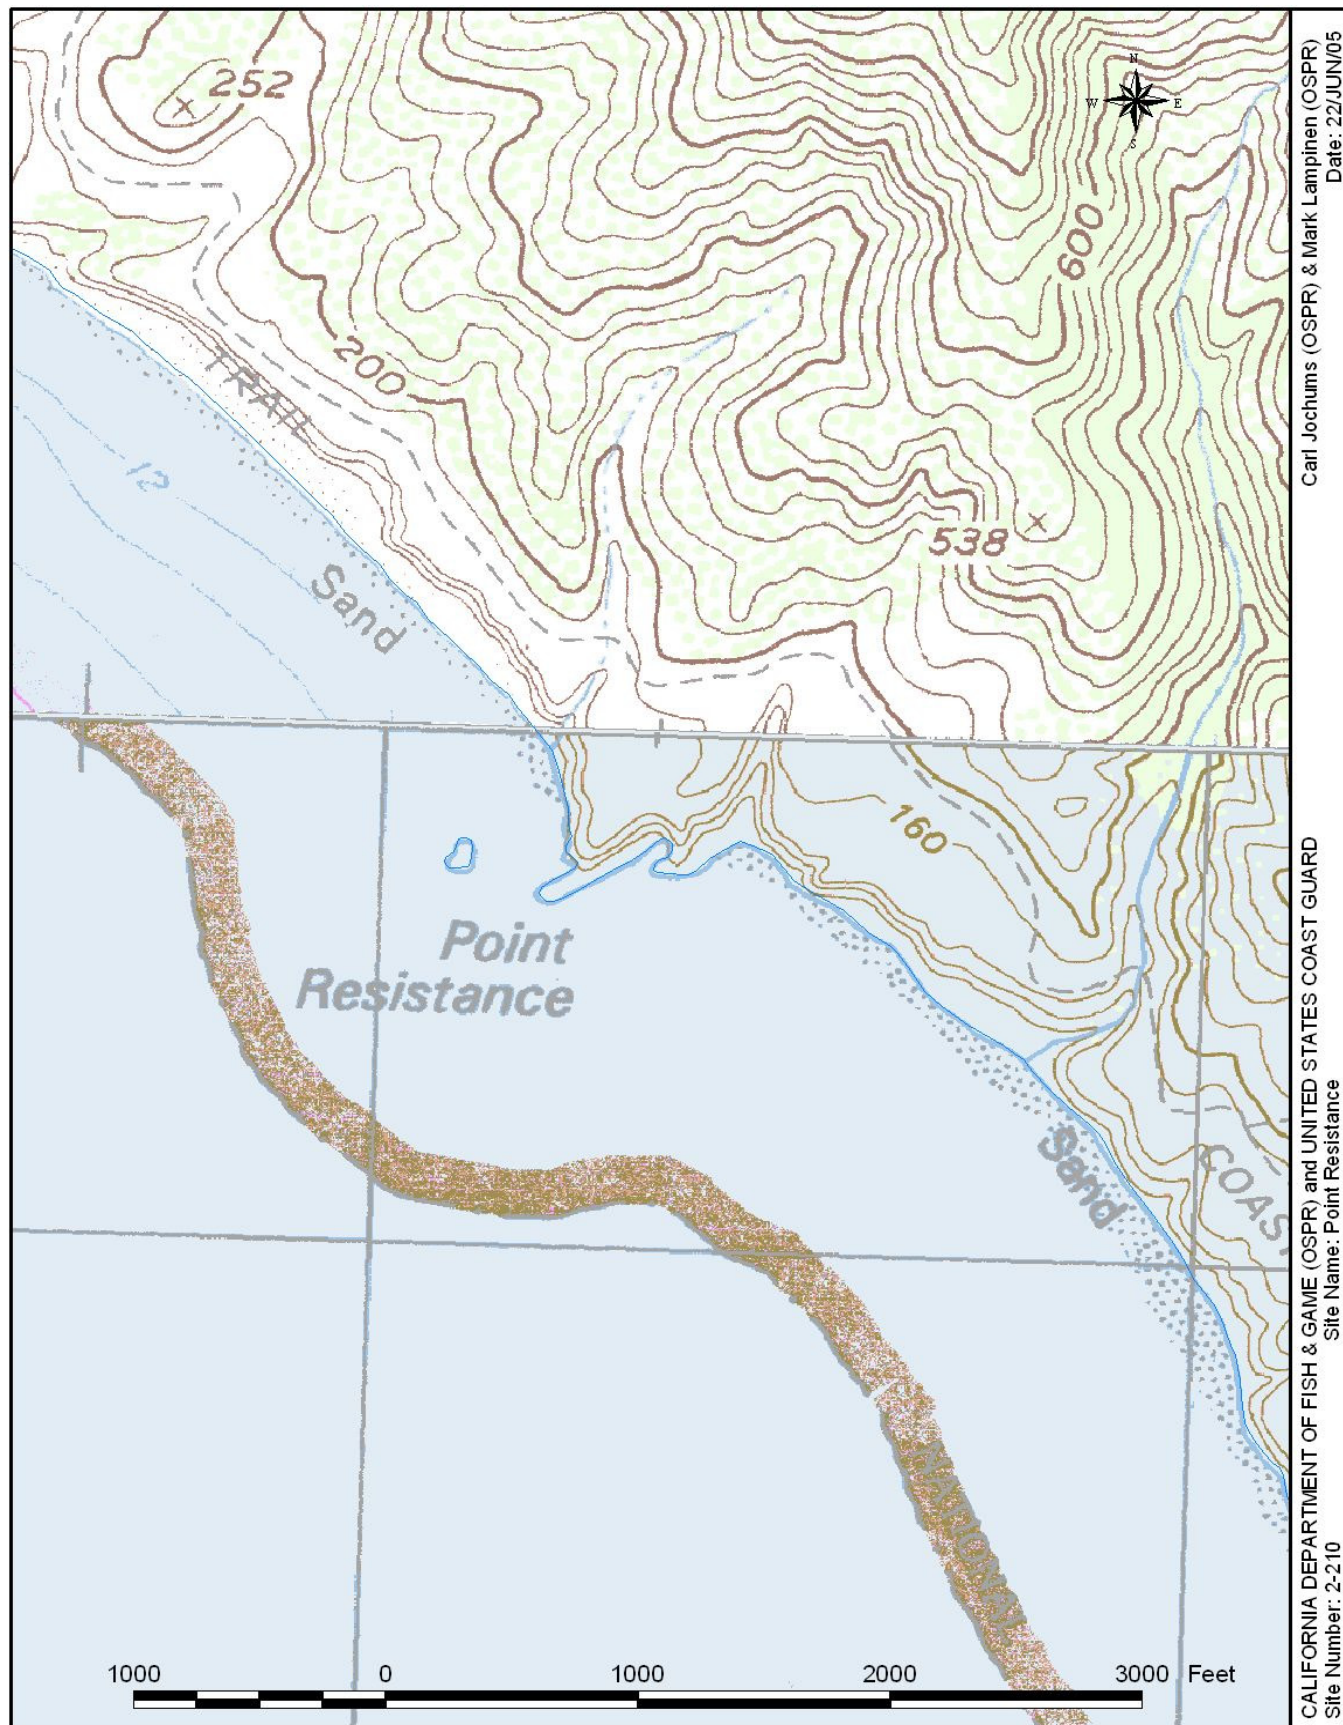 252
N
W E
S
600
TRAIL
200
12
538
Sand
160
Point
Resistance
Sand
COAST
NATIONAL
1000 0 1000 2000 3000 Feet
Carl Jochums (OSPR) & Mark Lampinen (OSPR)
Date: 22/JUN/05
CALIFORNIA DEPARTMENT OF FISH & GAME (OSPR) and UNITED STATES COAST GUARD
Site Number: 2-210 Site Name: Point Resistance